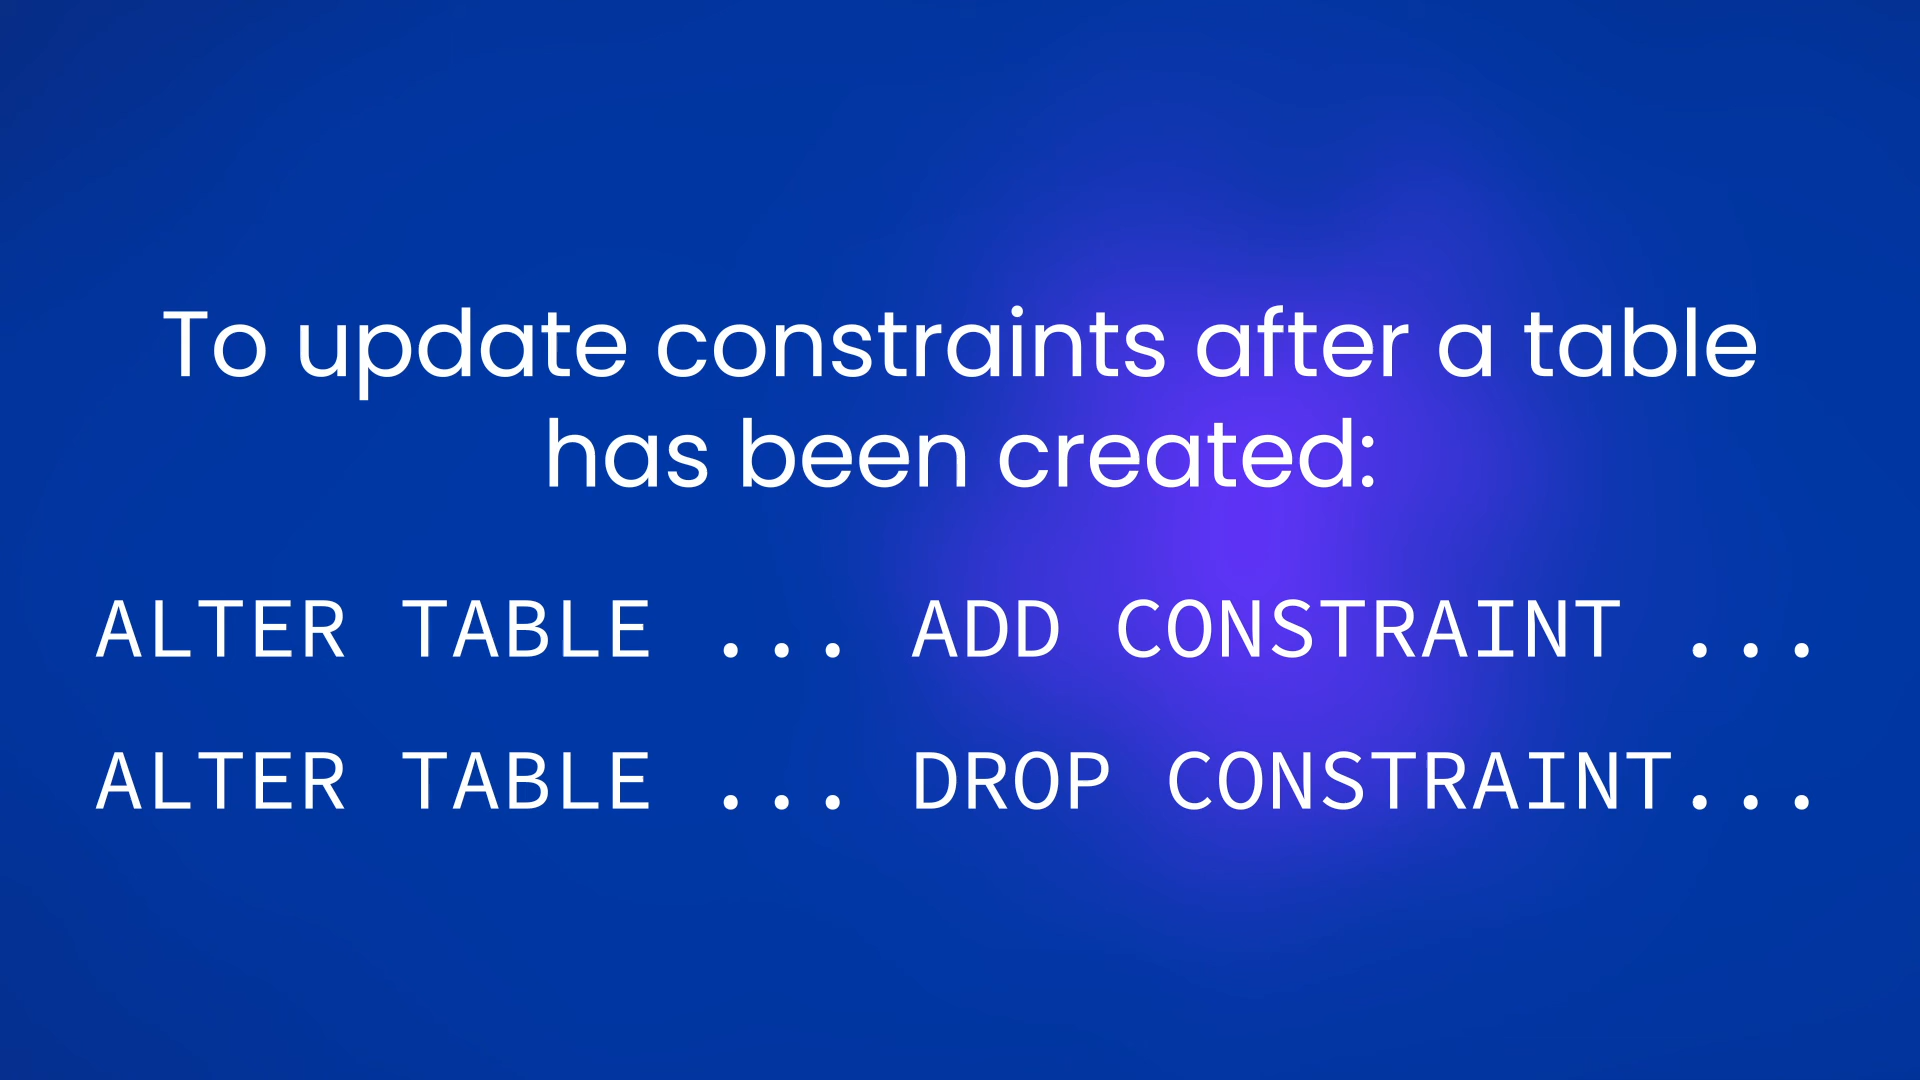 To update constraints after a table
has been created:
ALTER TABLE ... ADD CONSTRAINT ...
ALTER TABLE ... DROP CONSTRAINT...